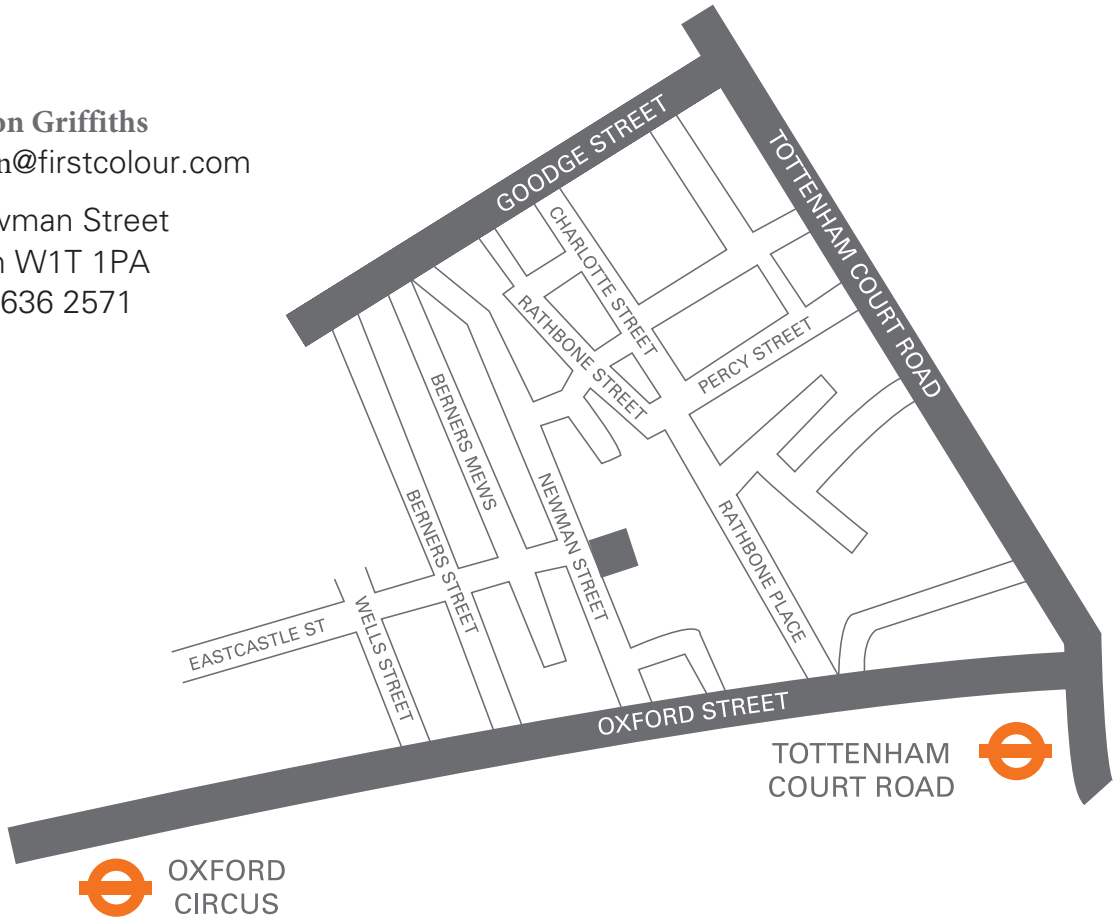 on Griffiths
n@firstcolour.com
wman Street
n W1T 1PA
636 2571
GOODGE STREET
TOTTENHAM COURT ROAD
CHARLOTTE STREET
RATHBONE STREET
PERCY STREET
BERNERS MEWS
BERNERS STREET
NEWMAN STREET
RATHBONE PLACE
WELLS STREET
EASTCASTLE ST
OXFORD STREET
TOTTENHAM
COURT ROAD
OXFORD
CIRCUS